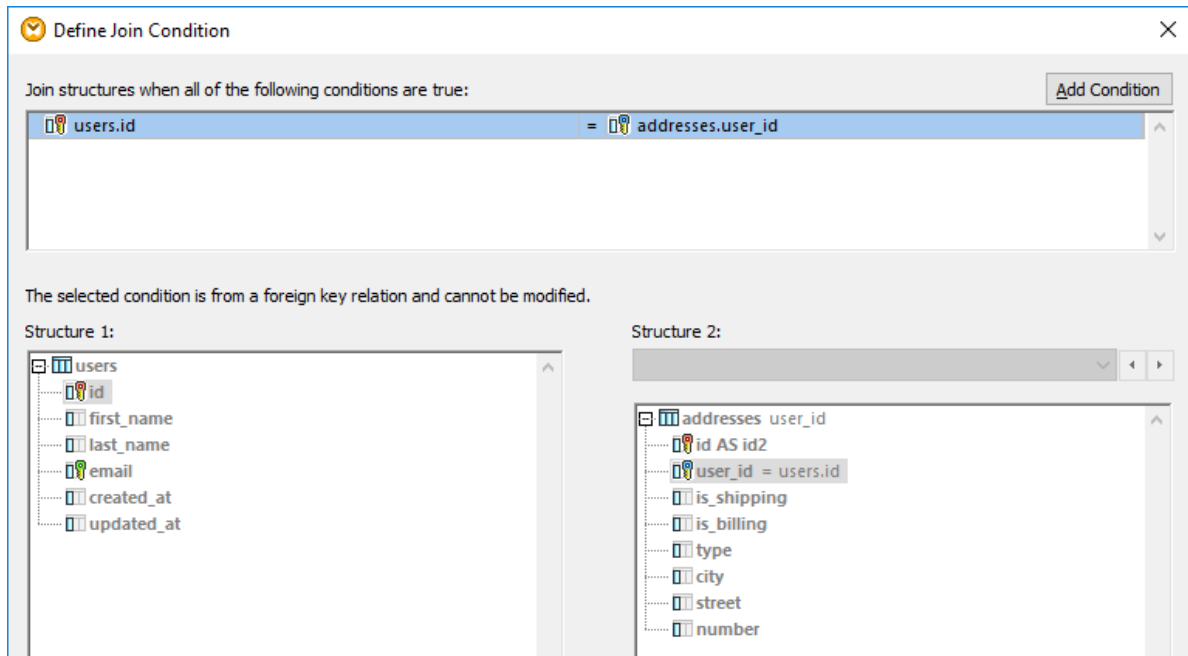 Define Join Condition
Join structures when all of the following conditions are true:
Add Condition
users.id = addresses.user_id
The selected condition is from a foreign key relation and cannot be modified.
Structure 1:
users
id
first_name
last_name
email
created_at
updated_at
Structure 2:
addresses user_id
id AS id2
user_id = users.id
is_shipping
is_billing
type
city
street
number